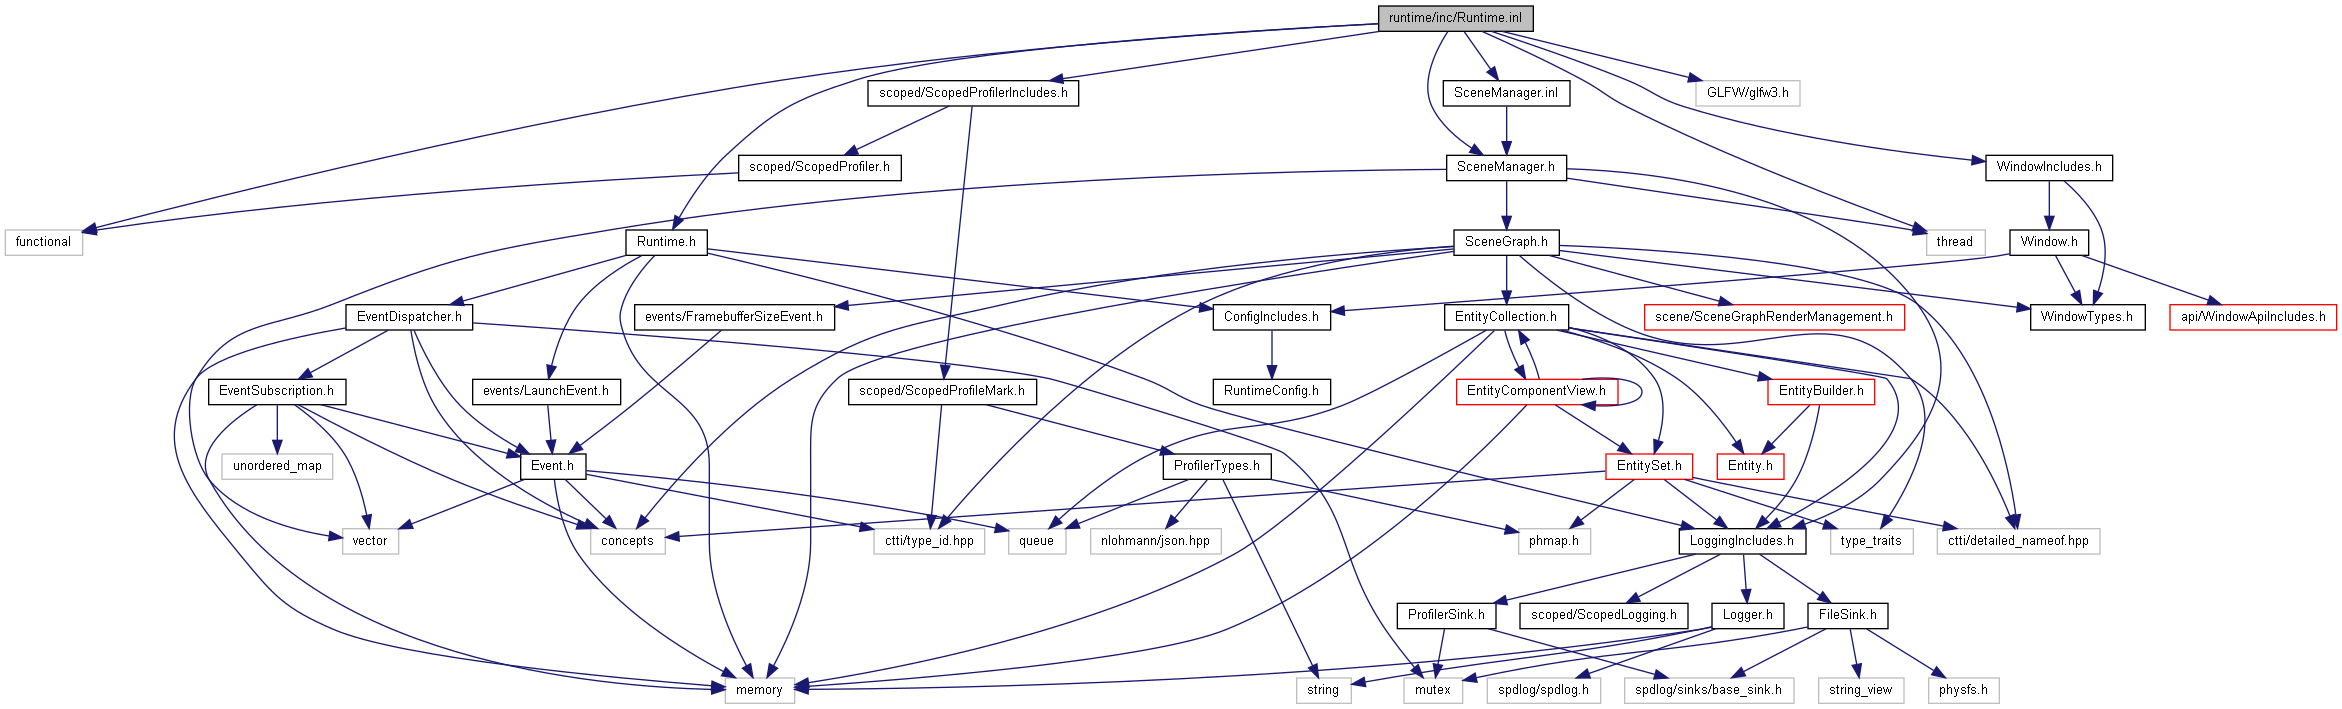 runtime/inc/Runtime.inl
scoped/ScopedProfilerIncludes.h
SceneManager.inl
GLFW/glfw3.h
scoped/ScopedProfiler.h
SceneManager.h
WindowIncludes.h
functional
Runtime.h
SceneGraph.h
thread
Window.h
EventDispatcher.h
events/FramebufferSizeEvent.h
ConfigIncludes.h
EntityCollection.h
scene/SceneGraphRenderManagement.h
WindowTypes.h
api/WindowApiIncludes.h
EventSubscription.h
events/LaunchEvent.h
scoped/ScopedProfileMark.h
RuntimeConfig.h
EntityComponentView.h
EntityBuilder.h
unordered_map
Event.h
ProfilerTypes.h
EntitySet.h
Entity.h
vector
concepts
ctti/type_id.hpp
queue
nlohmann/json.hpp
phmap.h
LoggingIncludes.h
type_traits
ctti/detailed_nameof.hpp
ProfilerSink.h
scoped/ScopedLogging.h
Logger.h
FileSink.h
memory
string
mutex
spdlog/spdlog.h
spdlog/sinks/base_sink.h
string_view
physfs.h